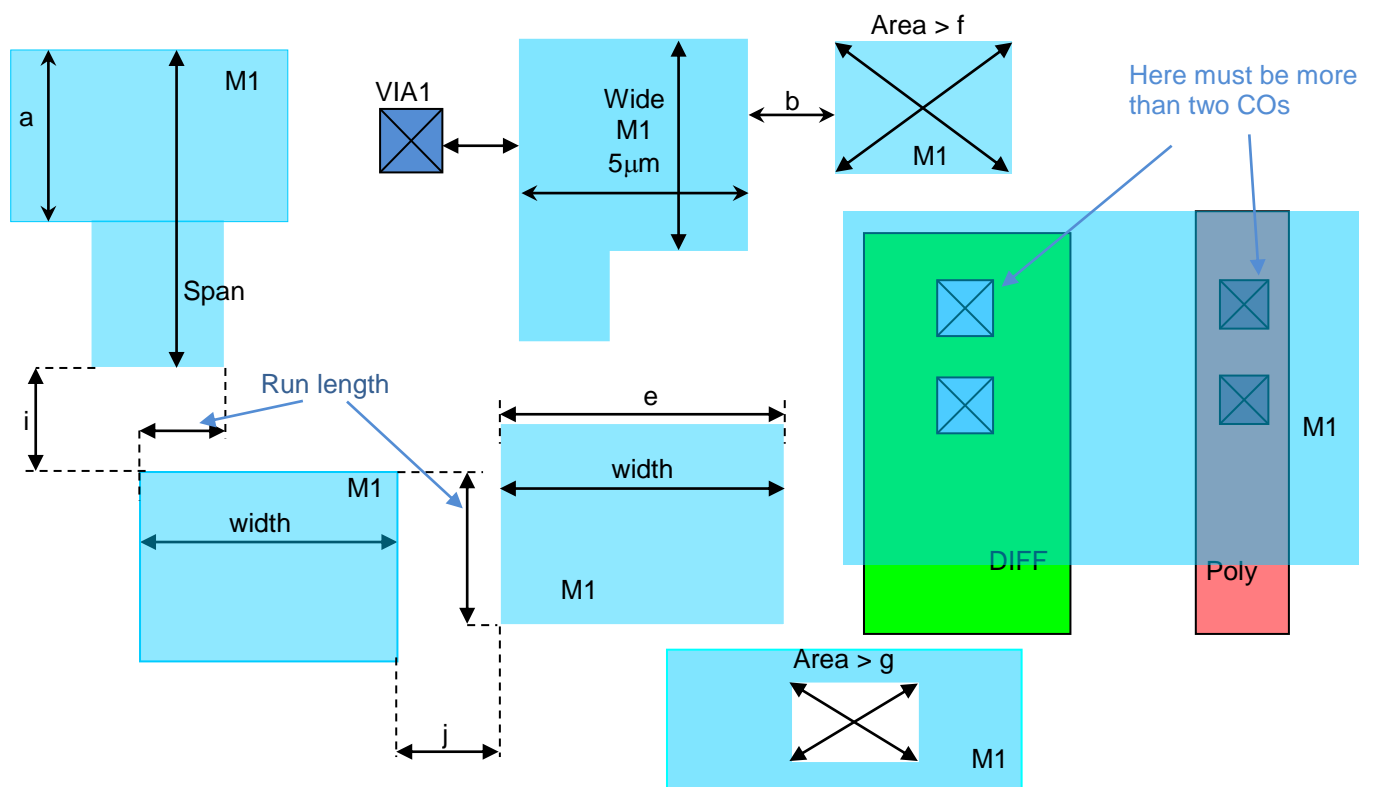 Area > f
M1
a
VIA1
Wide
M1
5μm
b
M1
Here must be more
than two COs
Span
Run length
i
e
M1
width
width
M1
M1
DIFF
Poly
Area > g
j
M1